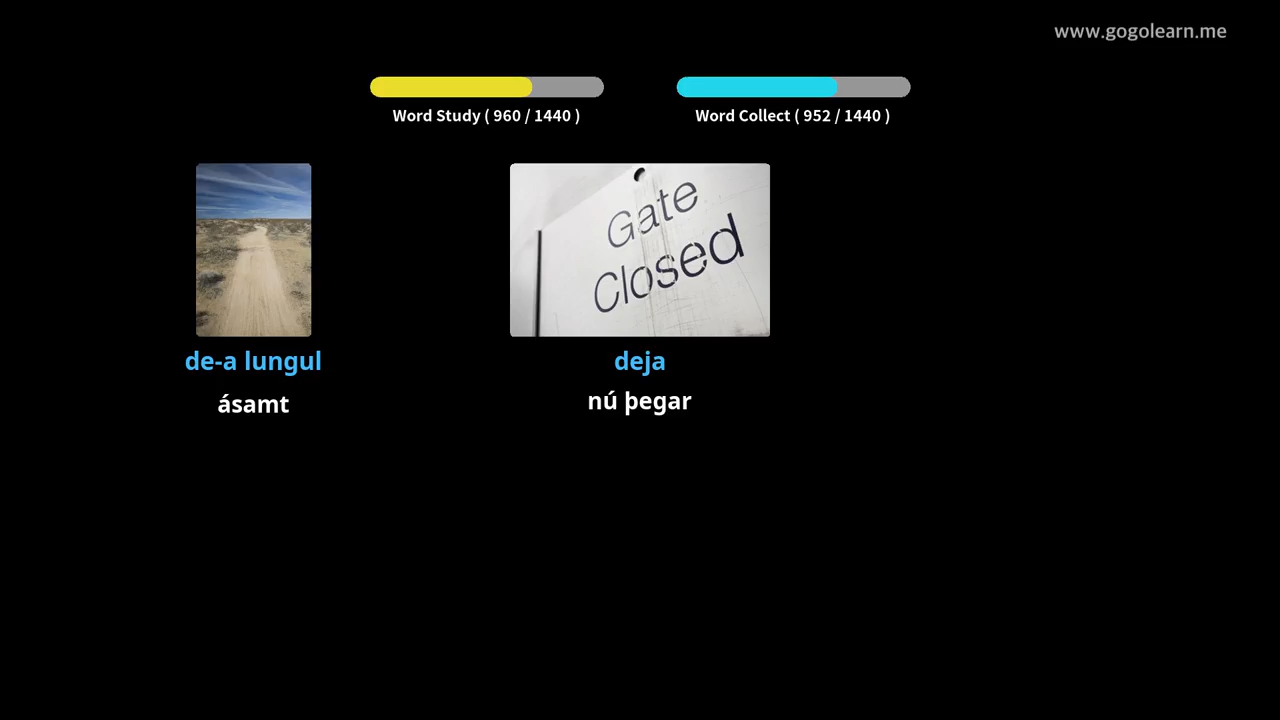 www.gogolearn.me
Word Study ( 960 / 1440 )
Word Collect ( 952 / 1440 )
Gate
Closed
de-a lungul
deja
ásamt
nú þegar